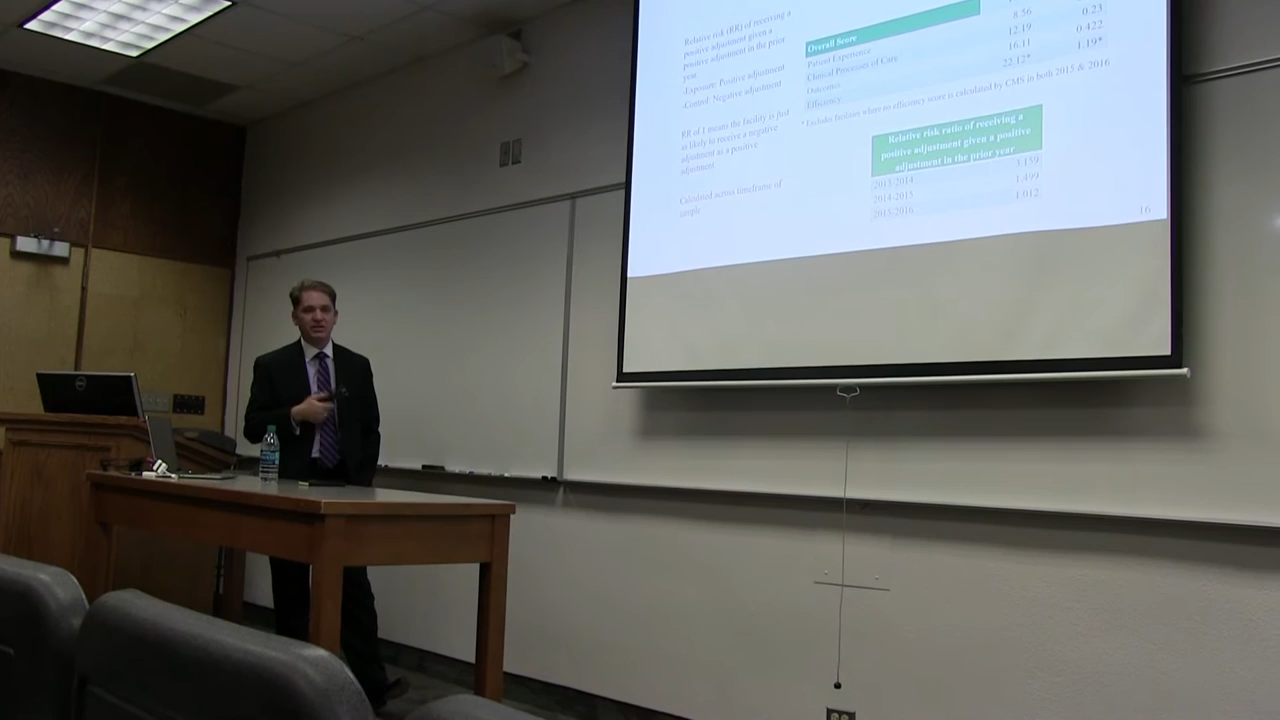 Relative risk (RR) of receiving a
positive adjustment given a
positive adjustment in the prior
year.
-Exposure: Positive adjustment
-Control: Negative adjustment
RR of 1 means the facility is just
as likely to receive a negative
adjustment as a positive
adjustment.
Calculated across timeframe of
sample
Overall Score 8.56 0.23
Patient Experience 12.19 0.422
Clinical Processes of Care 16.11 1.19*
Outcomes 22.12*
Efficiency
* Excludes facilities where no efficiency score is calculated by CMS in both 2015 & 2016
Relative risk ratio of receiving a
positive adjustment given a positive
adjustment in the prior year
2013-2014 3.159
2014-2015 1.499
2015-2016 1.012
16
DELL